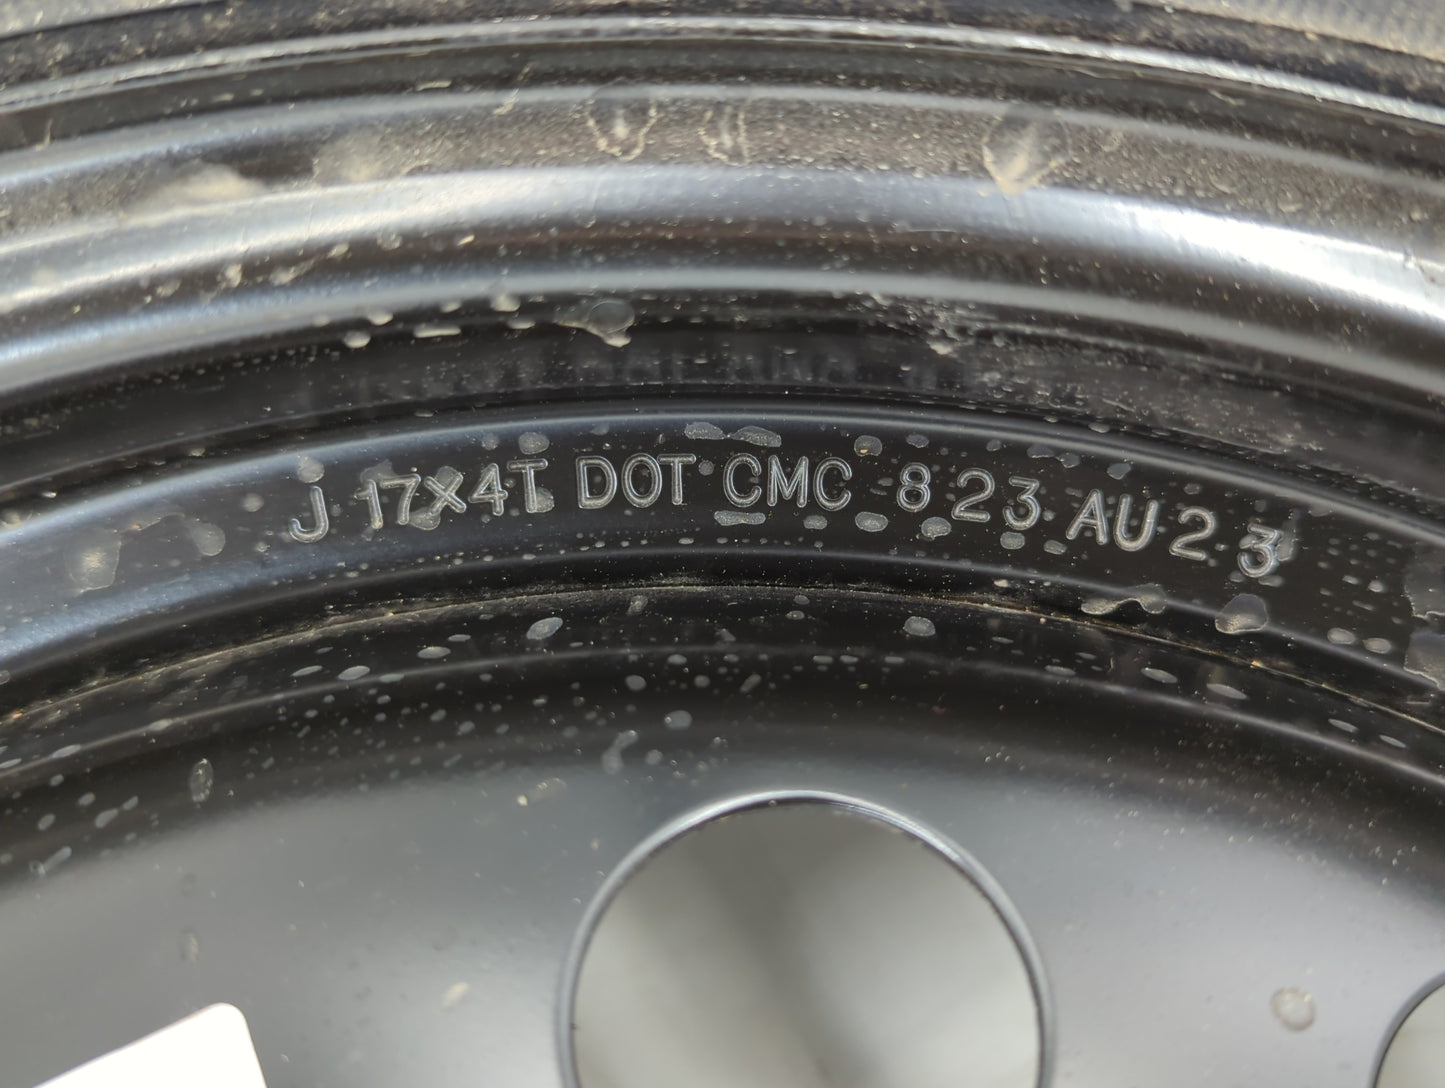 J 17X4T DOT CMC 8 23 AU 2 3